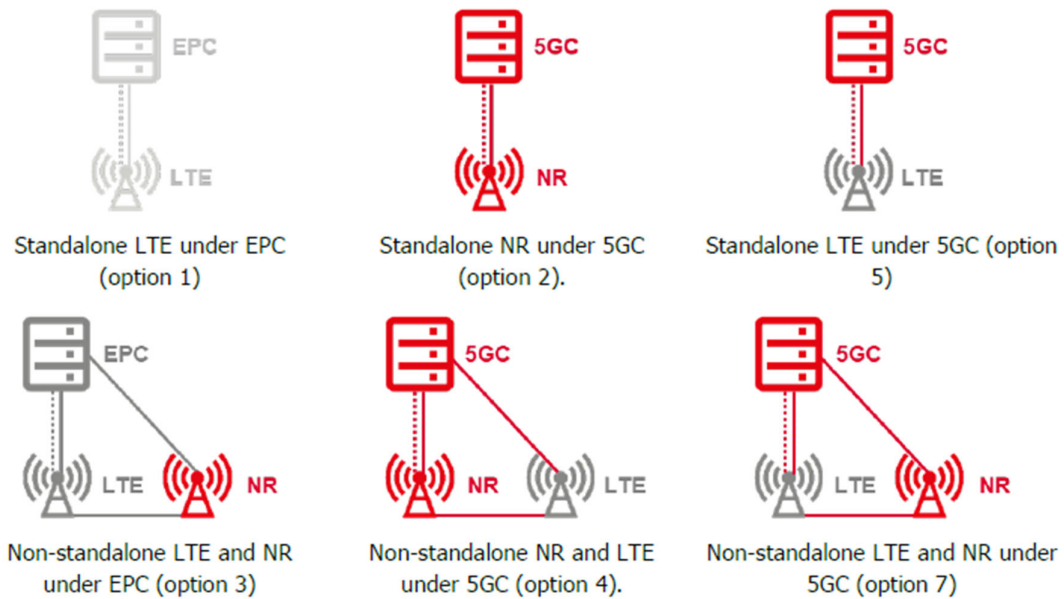 EPC
LTE
Standalone LTE under EPC
(option 1)
5GC
NR
Standalone NR under 5GC
(option 2).
5GC
LTE
Standalone LTE under 5GC (option
5)
EPC
LTE
NR
Non-standalone LTE and NR
under EPC (option 3)
5GC
NR
LTE
Non-standalone NR and LTE
under 5GC (option 4).
5GC
LTE
NR
Non-standalone LTE and NR under
5GC (option 7)